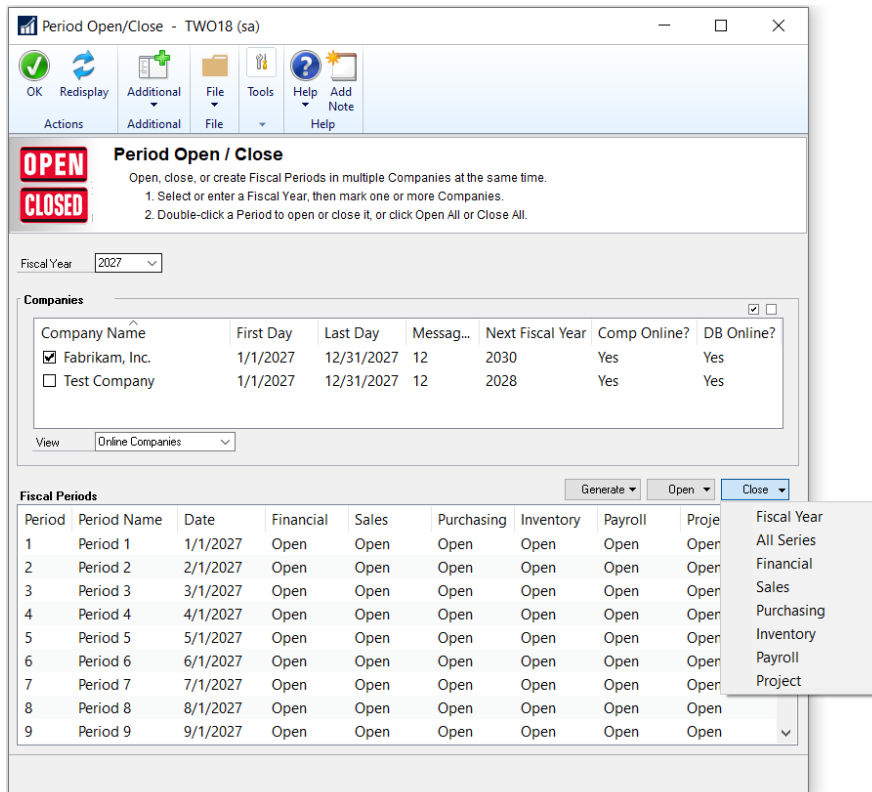 Period Open/Close - TWO18 (sa)
OK Redisplay Additional File Tools Help Add Note
Actions Additional File Help
OPEN
CLOSED
Period Open / Close
Open, close, or create Fiscal Periods in multiple Companies at the same time.
1. Select or enter a Fiscal Year, then mark one or more Companies.
2. Double-click a Period to open or close it, or click Open All or Close All.
Fiscal Year 2027
Companies
Company Name First Day Last Day Messag... Next Fiscal Year Comp Online? DB Online?
Fabrikam, Inc. 1/1/2027 12/31/2027 12 2030 Yes Yes
Test Company 1/1/2027 12/31/2027 12 2028 Yes Yes
View Online Companies
Fiscal Periods Generate Open Close
Period Period Name Date Financial Sales Purchasing Inventory Payroll Proje
1 Period 1 1/1/2027 Open Open Open Open Open Open
2 Period 2 2/1/2027 Open Open Open Open Open Open
3 Period 3 3/1/2027 Open Open Open Open Open Open
4 Period 4 4/1/2027 Open Open Open Open Open Open
5 Period 5 5/1/2027 Open Open Open Open Open Open
6 Period 6 6/1/2027 Open Open Open Open Open Open
7 Period 7 7/1/2027 Open Open Open Open Open Open
8 Period 8 8/1/2027 Open Open Open Open Open Open
9 Period 9 9/1/2027 Open Open Open Open Open Open
Fiscal Year
All Series
Financial
Sales
Purchasing
Inventory
Payroll
Project